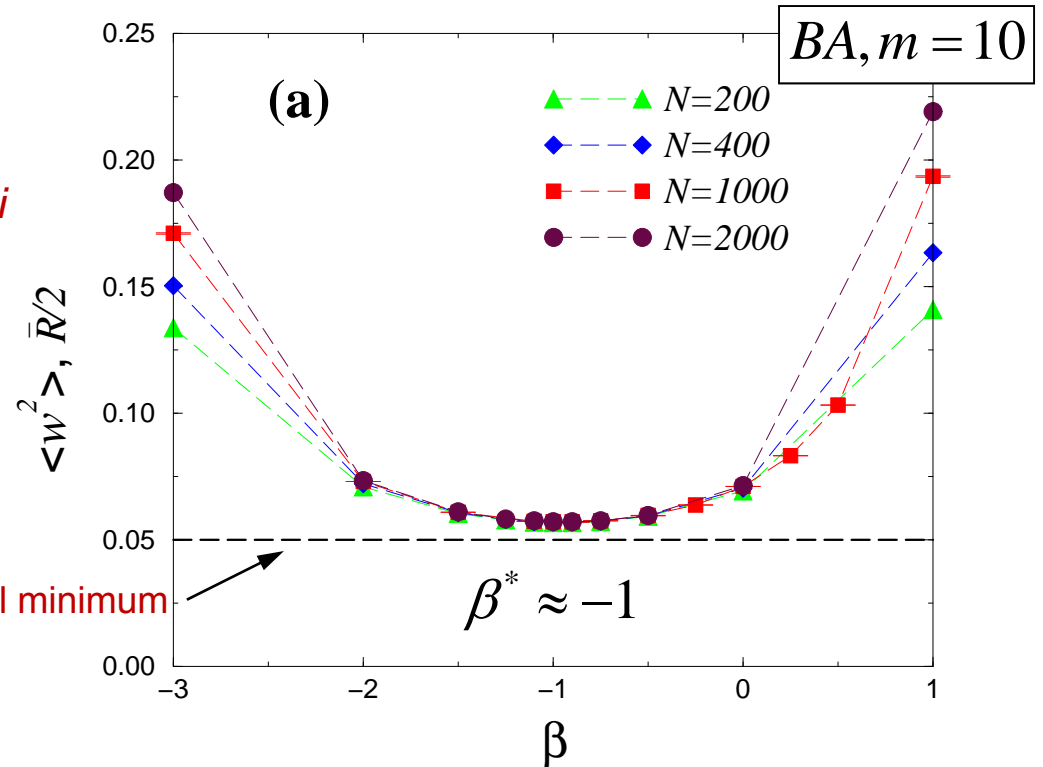 BA, m = 10
0.25
(a)
N=200
N=400
N=1000
N=2000
0.20
i
0.15
<w²>, R̄/2
0.10
0.05
l minimum
β* ≈ −1
0.00
−3 −2 −1 0 1
β